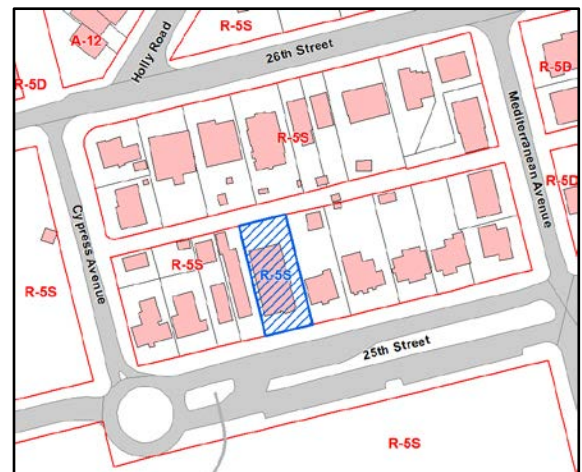 R-5S
A-12
Holly Road
26th Street
R-5D
R-5D
Mediterranean Avenue
R-5S
R-5D
Cypress Avenue
R-5S
R-5S
R-5S
25th Street
R-5S